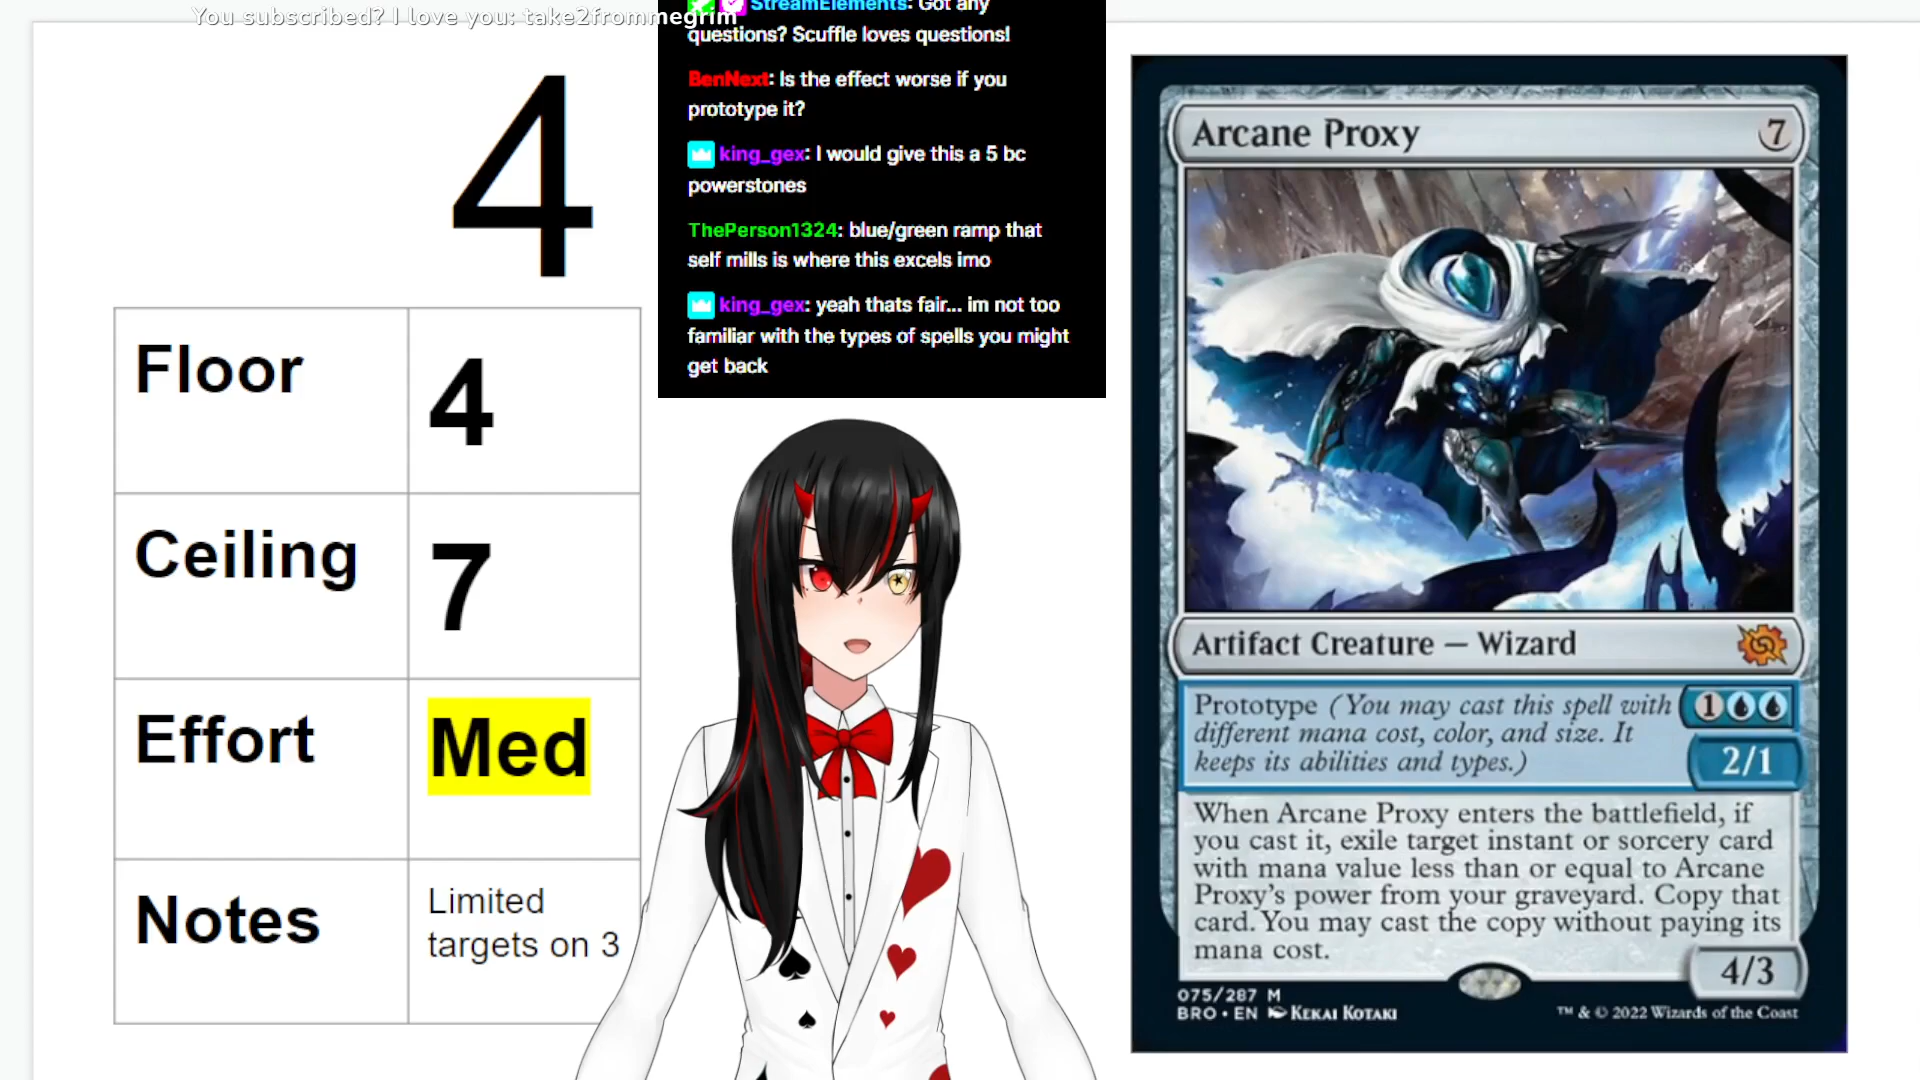 You subscribed? I love you: take2frommegrim
4
Floor
4
Ceiling
7
Effort
Med
Notes
Limited
targets on 3
StreamElements: Got any
questions? Scuffle loves questions!
BenNext: Is the effect worse if you
prototype it?
king_gex: I would give this a 5 bc
powerstones
ThePerson1324: blue/green ramp that
self mills is where this excels imo
king_gex: yeah thats fair... im not too
familiar with the types of spells you might
get back
Arcane Proxy 7
Artifact Creature — Wizard
Prototype (You may cast this spell with
different mana cost, color, and size. It
keeps its abilities and types.)
1
2/1
When Arcane Proxy enters the battlefield, if
you cast it, exile target instant or sorcery card
with mana value less than or equal to Arcane
Proxy's power from your graveyard. Copy that
card. You may cast the copy without paying its
mana cost.
4/3
075/287 M
BRO • EN Kekai Kotaki
™ & © 2022 Wizards of the Coast